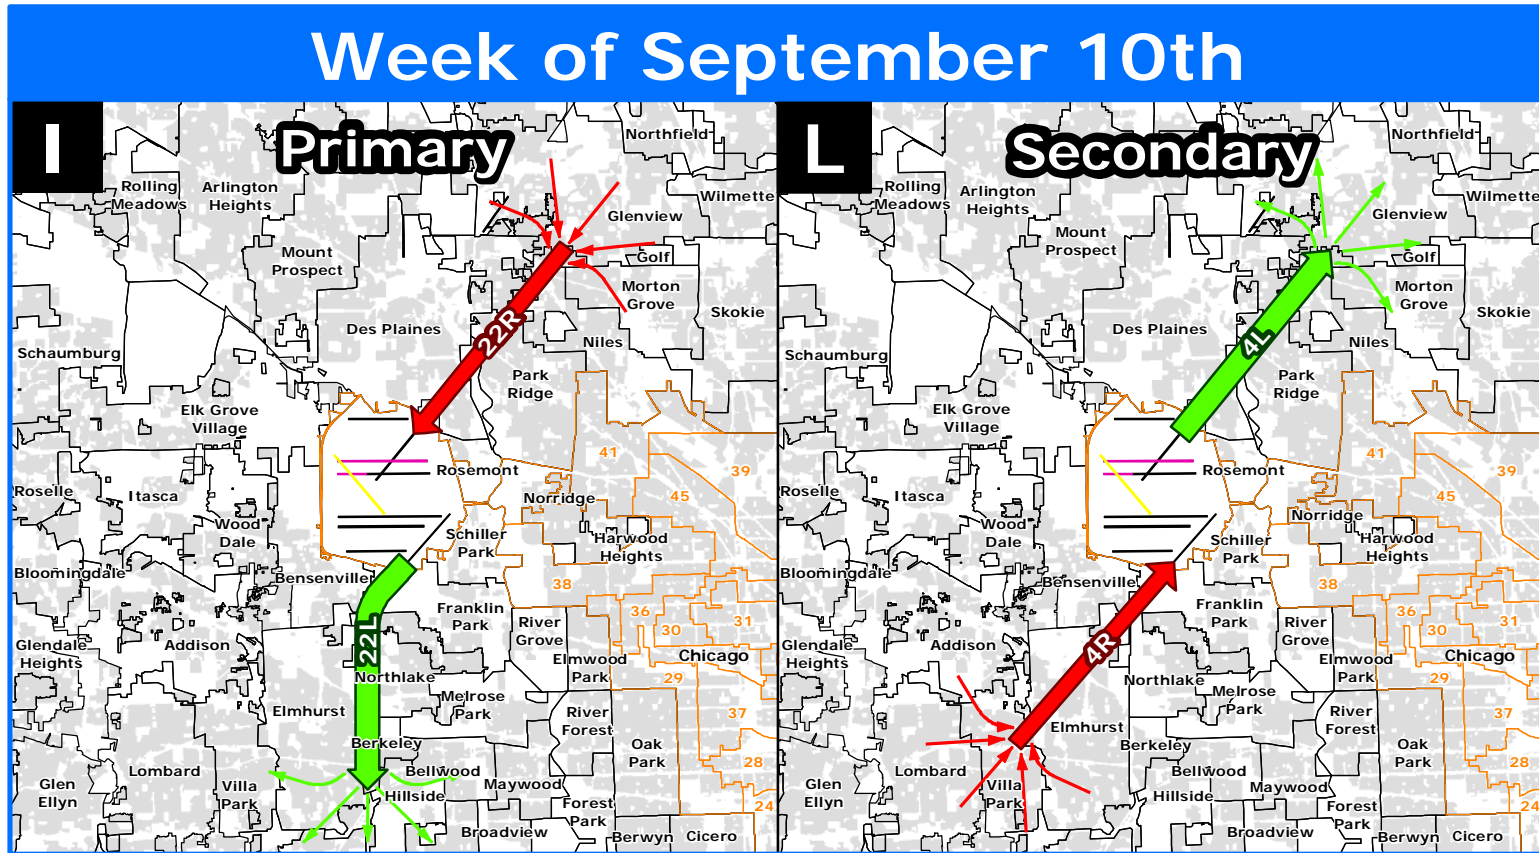 Week of September 10th
I
Primary
Northfield
Rolling
Meadows
Arlington
Heights
Wilmette
Glenview
Mount
Prospect
Golf
Morton
Grove
Skokie
Des Plaines
22R
Niles
Schaumburg
Park
Ridge
Elk Grove
Village
41
39
Rosemont
Roselle
Itasca
Norridge
45
Wood
Dale
Schiller
Park
Harwood
Heights
Bloomingdale
Bensenville
38
Franklin
Park
36
31
River
Grove
30
Glendale
Heights
Addison
22L
Chicago
Elmwood
Park
29
Northlake
Melrose
Park
Elmhurst
River
Forest
37
Berkeley
Oak
Park
28
Lombard
Bellwood
Glen
Ellyn
Villa
Park
Hillside
Maywood
Forest
Park
24
Broadview
Berwyn
Cicero
L
Secondary
Northfield
Rolling
Meadows
Arlington
Heights
Wilmette
Glenview
Mount
Prospect
Golf
Morton
Grove
Skokie
Des Plaines
4L
Niles
Schaumburg
Park
Ridge
Elk Grove
Village
41
39
Rosemont
Roselle
Itasca
45
Norridge
Wood
Dale
Schiller
Park
Harwood
Heights
Bloomingdale
Bensenville
38
Franklin
Park
36
31
River
Grove
30
Glendale
Heights
Addison
4R
Chicago
Elmwood
Park
29
Northlake
Melrose
Park
Elmhurst
River
Forest
37
Berkeley
Oak
Park
28
Lombard
Bellwood
Glen
Ellyn
Villa
Park
Hillside
Maywood
Forest
Park
24
Broadview
Berwyn
Cicero